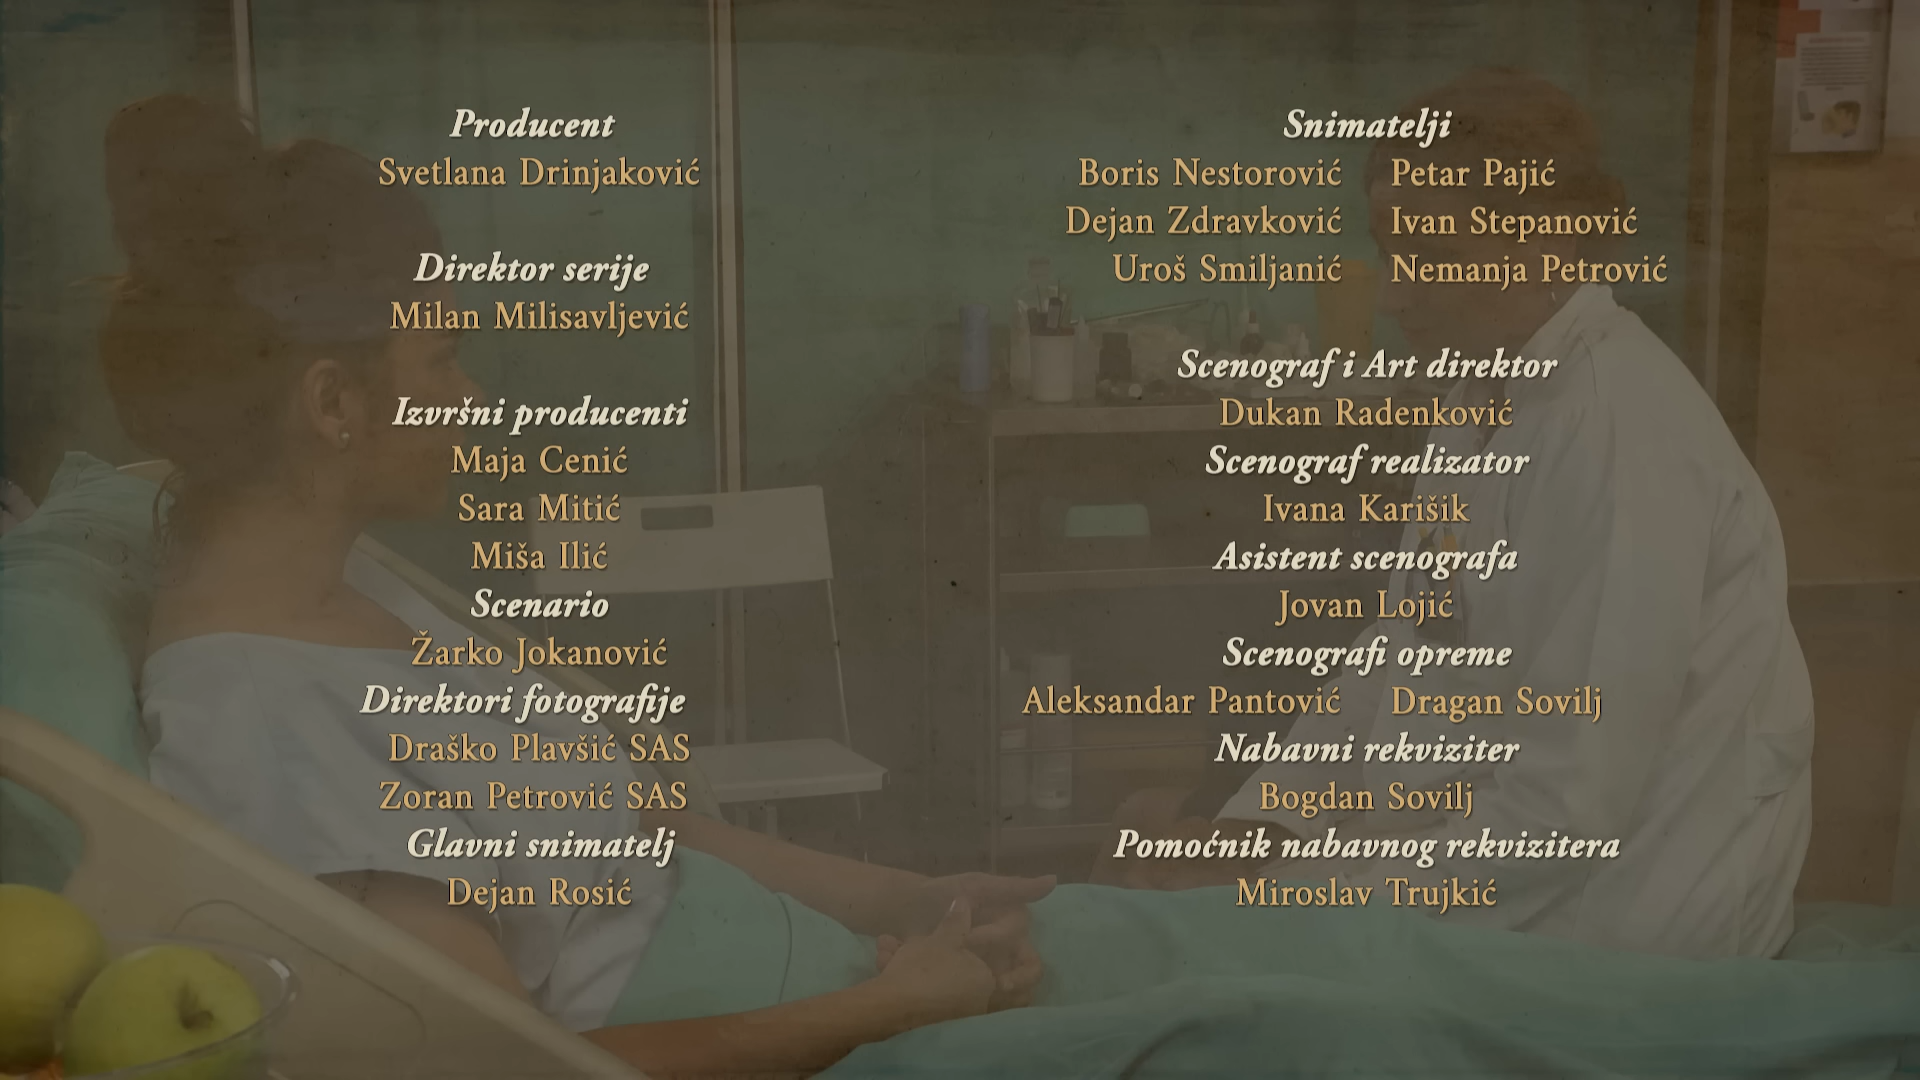 Producent
Svetlana Drinjaković
Direktor serije
Milan Milisavljević
Izvršni producenti
Maja Cenić
Sara Mitić
Miša Ilić
Scenario
Žarko Jokanović
Direktori fotografije
Draško Plavšić SAS
Zoran Petrović SAS
Glavni snimatelj
Dejan Rosić
Snimatelji
Boris Nestorović Petar Pajić
Dejan Zdravković Ivan Stepanović
Uroš Smiljanić Nemanja Petrović
Scenograf i Art direktor
Dukan Radenković
Scenograf realizator
Ivana Karišik
Asistent scenografa
Jovan Lojić
Scenografi opreme
Aleksandar Pantović Dragan Sovilj
Nabavni rekviziter
Bogdan Sovilj
Pomoćnik nabavnog rekvizitera
Miroslav Trujkić